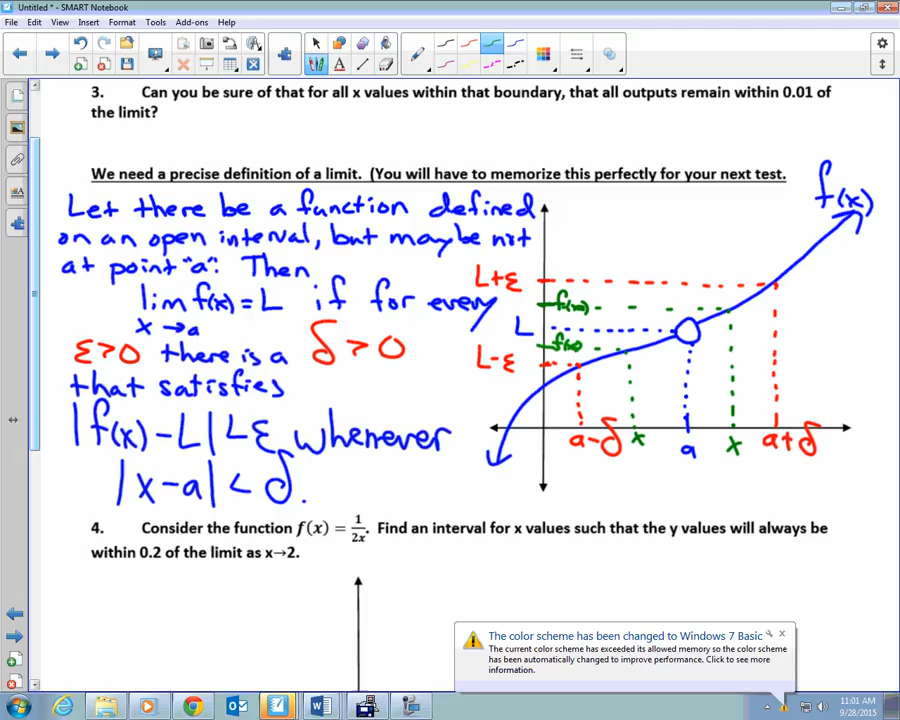 Untitled * - SMART Notebook
File Edit View Insert Format Tools Add-ons Help
3. Can you be sure of that for all x values within that boundary, that all outputs remain within 0.01 of
the limit?
We need a precise definition of a limit. (You will have to memorize this perfectly for your next test.
Let there be a function defined
on an open interval, but may be not
at point "a". Then
lim f(x) = L if for every
x → a
ε > 0 there is a δ > 0
that satisfies
|f(x) - L| < ε whenever
|x - a| < δ.
f(x)
L+ε
f(x)
L
f(x)
L-ε
a-δ x a x a+δ
4. Consider the function f(x) = 1/2x. Find an interval for x values such that the y values will always be
within 0.2 of the limit as x→2.
The color scheme has been changed to Windows 7 Basic
The current color scheme has exceeded its allowed memory so the color scheme
has been automatically changed to improve performance. Click to see more
information.
11:01 AM
9/28/2015